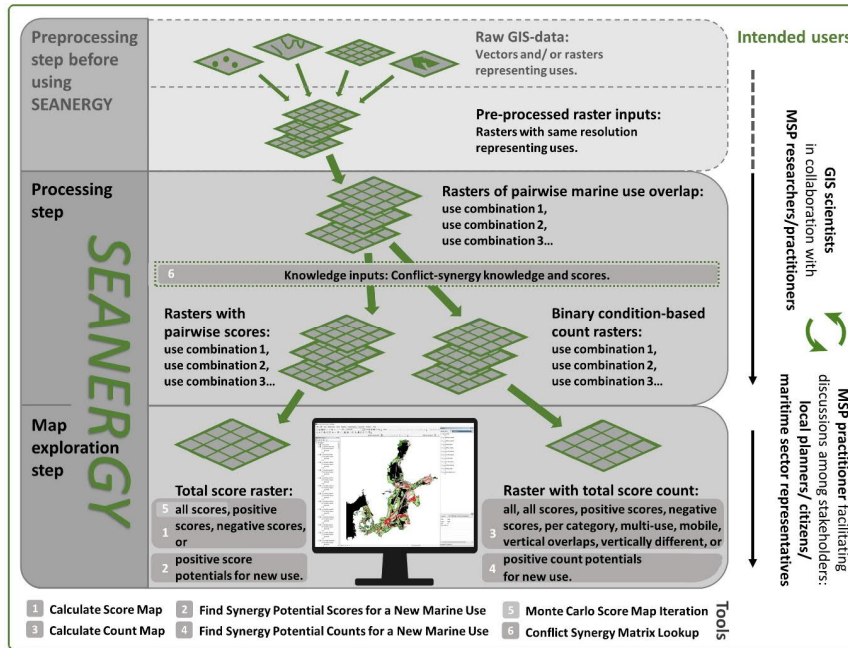 Preprocessing
step before
using
SEANERGY
Raw GIS-data:
Vectors and/ or rasters
representing uses.
Pre-processed raster inputs:
Rasters with same resolution
representing uses.
Intended users
Processing
step
SEANERGY
Rasters of pairwise marine use overlap:
use combination 1,
use combination 2,
use combination 3...
6 Knowledge inputs: Conflict-synergy knowledge and scores.
Rasters with
pairwise scores:
use combination 1,
use combination 2,
use combination 3...
Binary condition-based
count rasters:
use combination 1,
use combination 2,
use combination 3...
GIS scientists
in collaboration with
MSP researchers/practitioners
Map
exploration
step
Total score raster:
5
1
all scores, positive
scores, negative scores,
or
2
positive score
potentials for new use.
Raster with total score count:
3
all, all scores, positive scores, negative
scores, per category, multi-use, mobile,
vertical overlaps, vertically different, or
4
positive count potentials
for new use.
MSP practitioner facilitating
discussions among stakeholders:
local planners/ citizens/
maritime sector representatives
1 Calculate Score Map
2 Find Synergy Potential Scores for a New Marine Use
5 Monte Carlo Score Map Iteration
3 Calculate Count Map
4 Find Synergy Potential Counts for a New Marine Use
6 Conflict Synergy Matrix Lookup
Tools